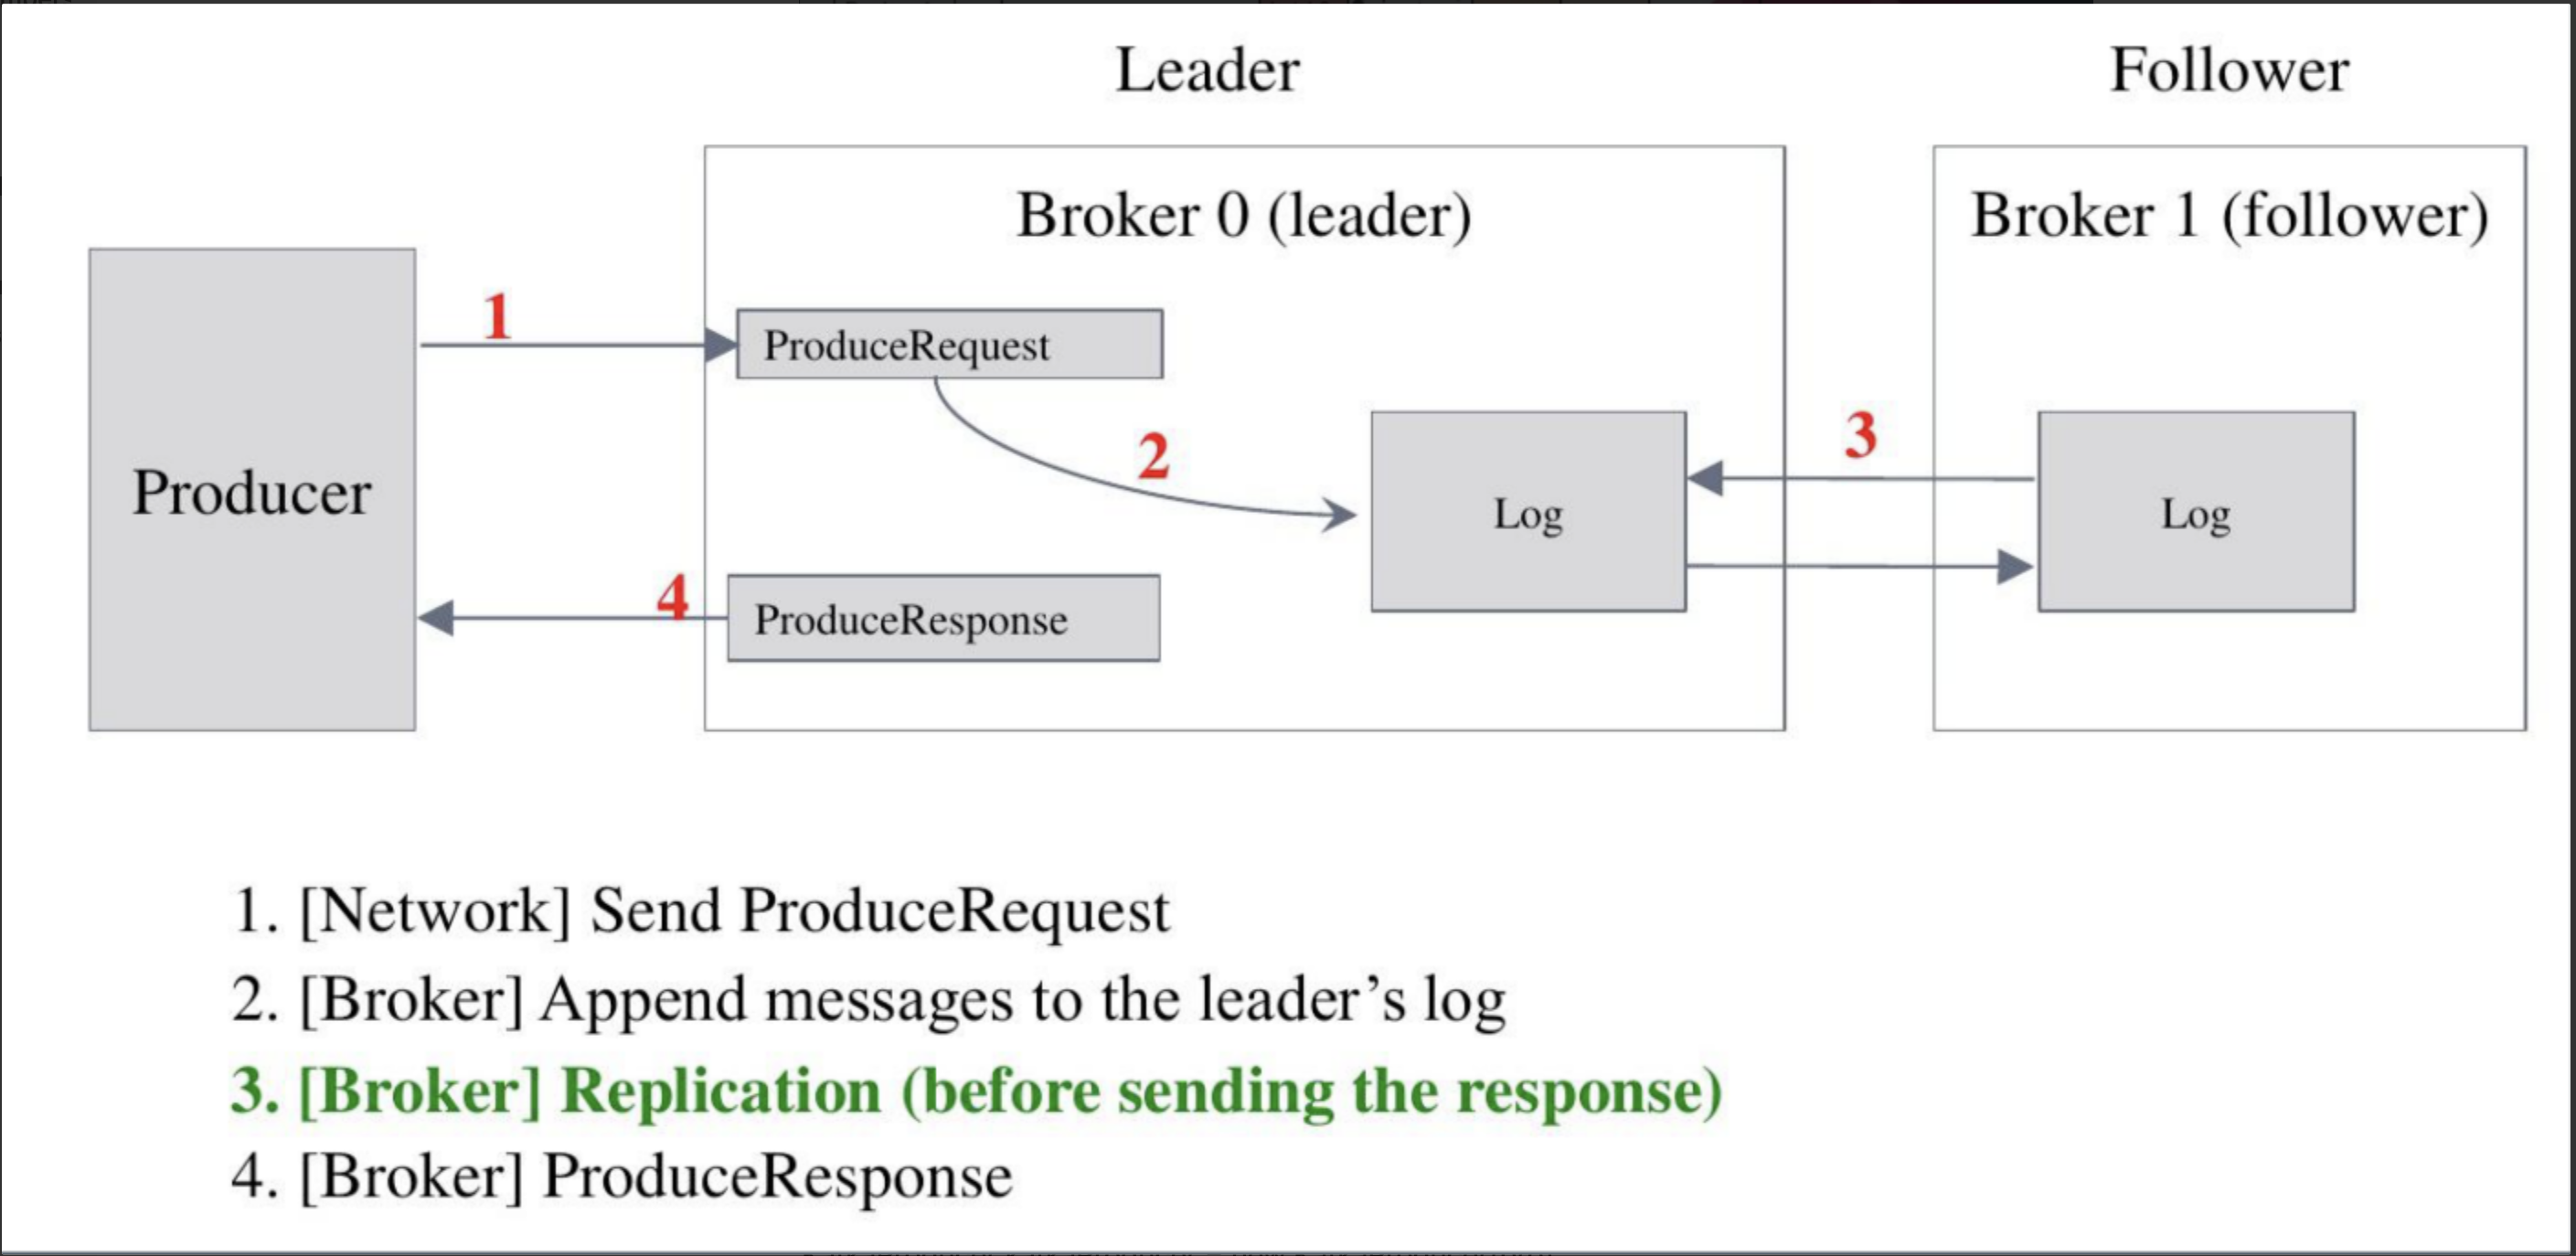 Leader
Follower
Broker 0 (leader)
Broker 1 (follower)
1
ProduceRequest
2
3
Producer
Log
Log
4
ProduceResponse
1. [Network] Send ProduceRequest
2. [Broker] Append messages to the leader’s log
3. [Broker] Replication (before sending the response)
4. [Broker] ProduceResponse